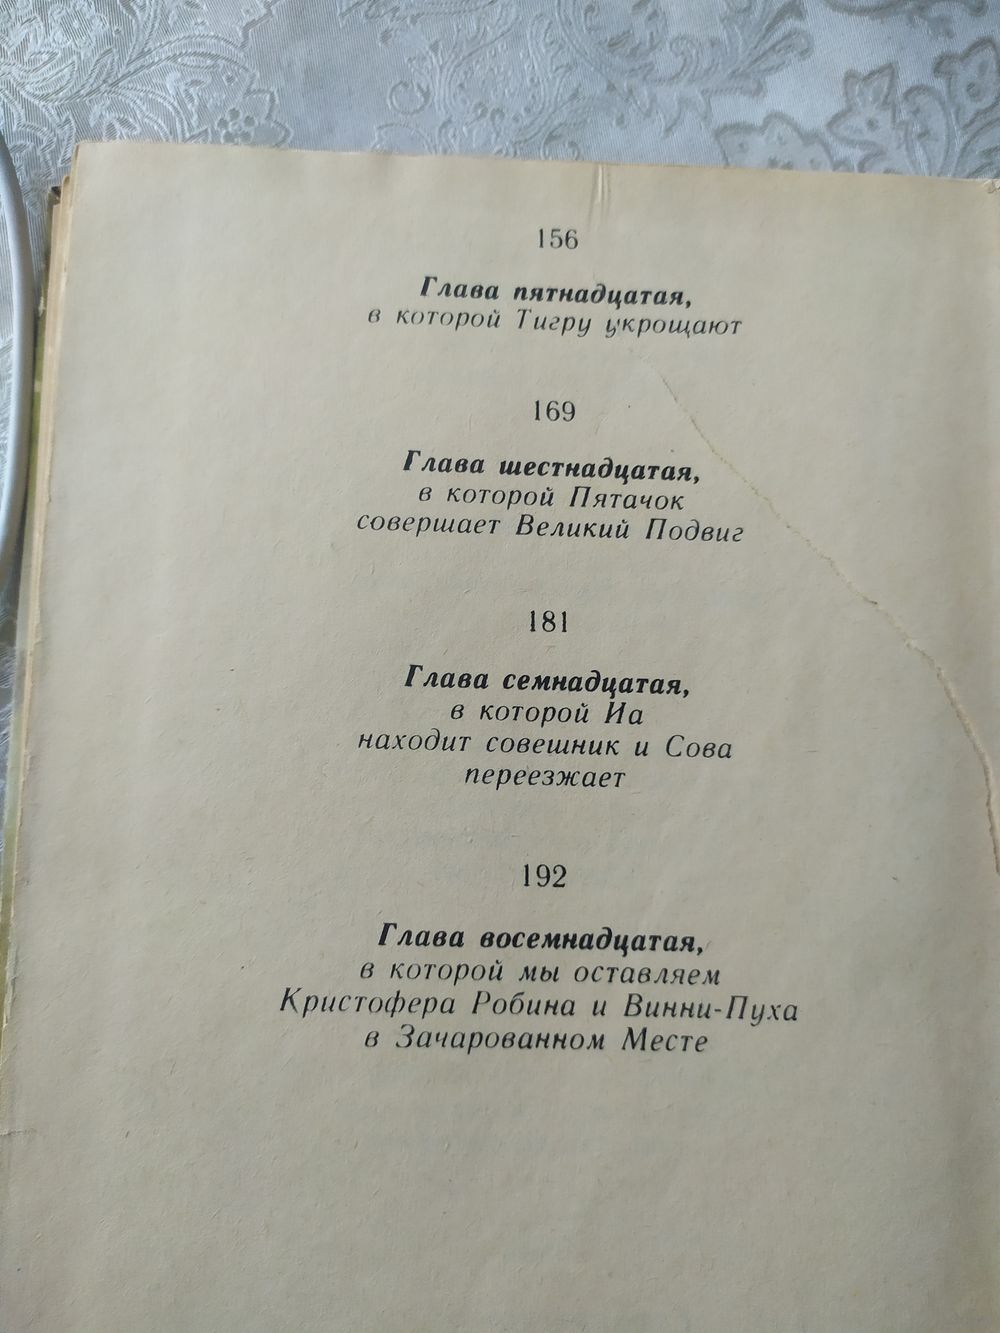 156
Глава пятнадцатая,
в которой Тигру укрощают
169
Глава шестнадцатая,
в которой Пятачок
совершает Великий Подвиг
181
Глава семнадцатая,
в которой Иа
находит совешник и Сова
переезжает
192
Глава восемнадцатая,
в которой мы оставляем
Кристофера Робина и Винни-Пуха
в Зачарованном Месте